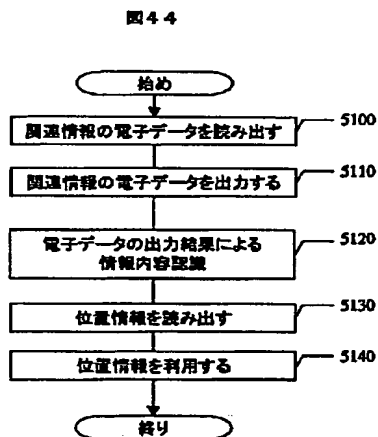 図44
始め
関連情報の電子データを読み出す
5100
関連情報の電子データを出力する
5110
電子データの出力結果による
情報内容認識
5120
位置情報を読み出す
5130
位置情報を利用する
5140
終り